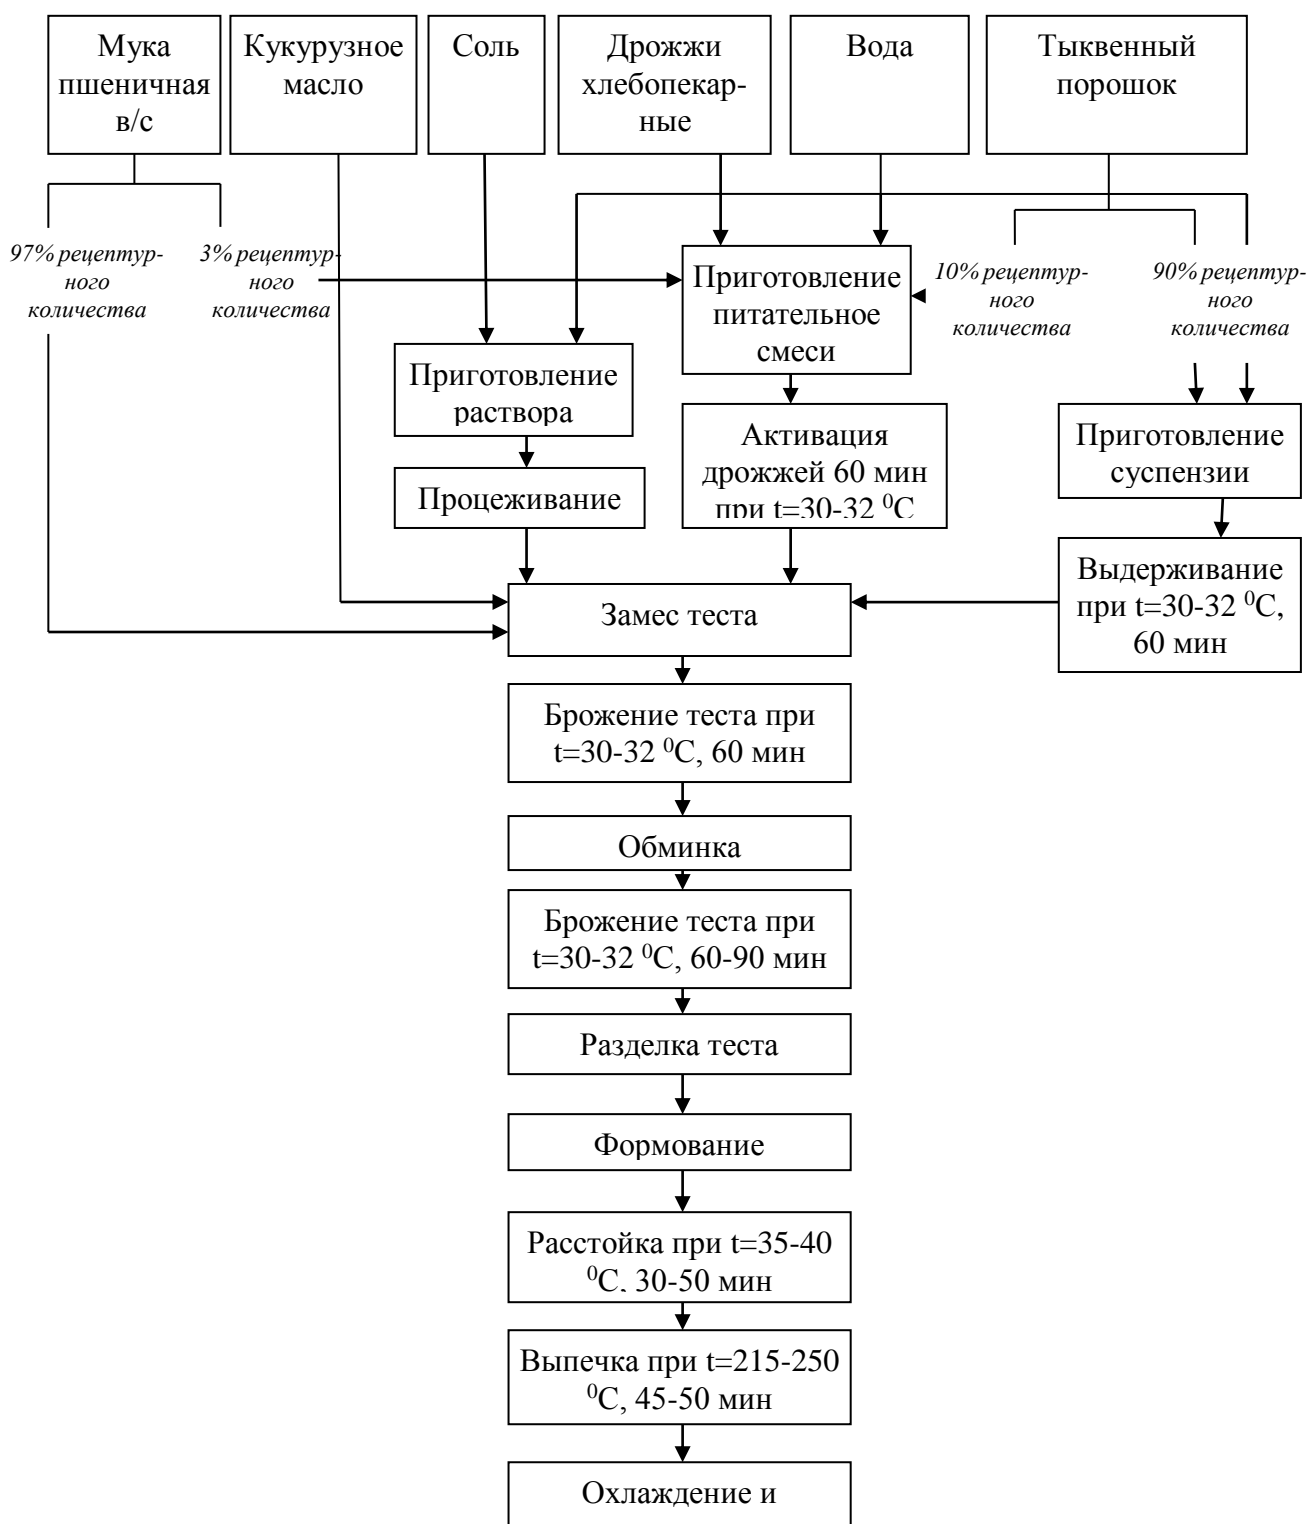 Мука
пшеничная
в/с
Кукурузное
масло
Соль
Дрожжи
хлебопекар-
ные
Вода
Тыквенный
порошок
97% рецептур-
ного
количества
3% рецептур-
ного
количества
Приготовление
питательное
смеси
10% рецептур-
ного
количества
90% рецептур-
ного
количества
Приготовление
раствора
Активация
дрожжей 60 мин
при t=30-32 ⁰С
Приготовление
суспензии
Процеживание
Выдерживание
при t=30-32 ⁰С,
60 мин
Замес теста
Брожение теста при
t=30-32 ⁰С, 60 мин
Обминка
Брожение теста при
t=30-32 ⁰С, 60-90 мин
Разделка теста
Формование
Расстойка при t=35-40
⁰С, 30-50 мин
Выпечка при t=215-250
⁰С, 45-50 мин
Охлаждение и